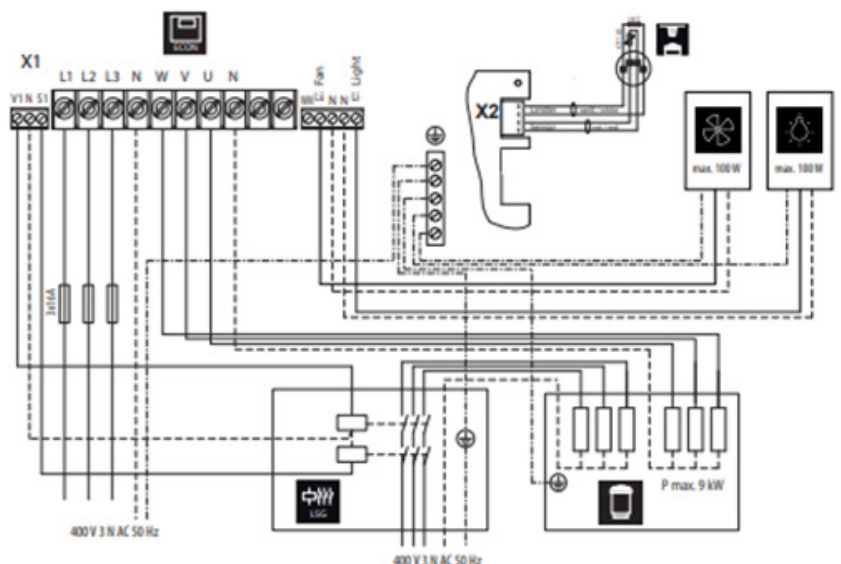 ECON
X1
L1 L2 L3 N W V U N
V1 N S1
Fan
N N
Light
X2
max. 100 W
max. 100 W
3x16A
LSG
P max. 9 kW
400 V 3 N AC 50 Hz
400 V 3 N AC 50 Hz